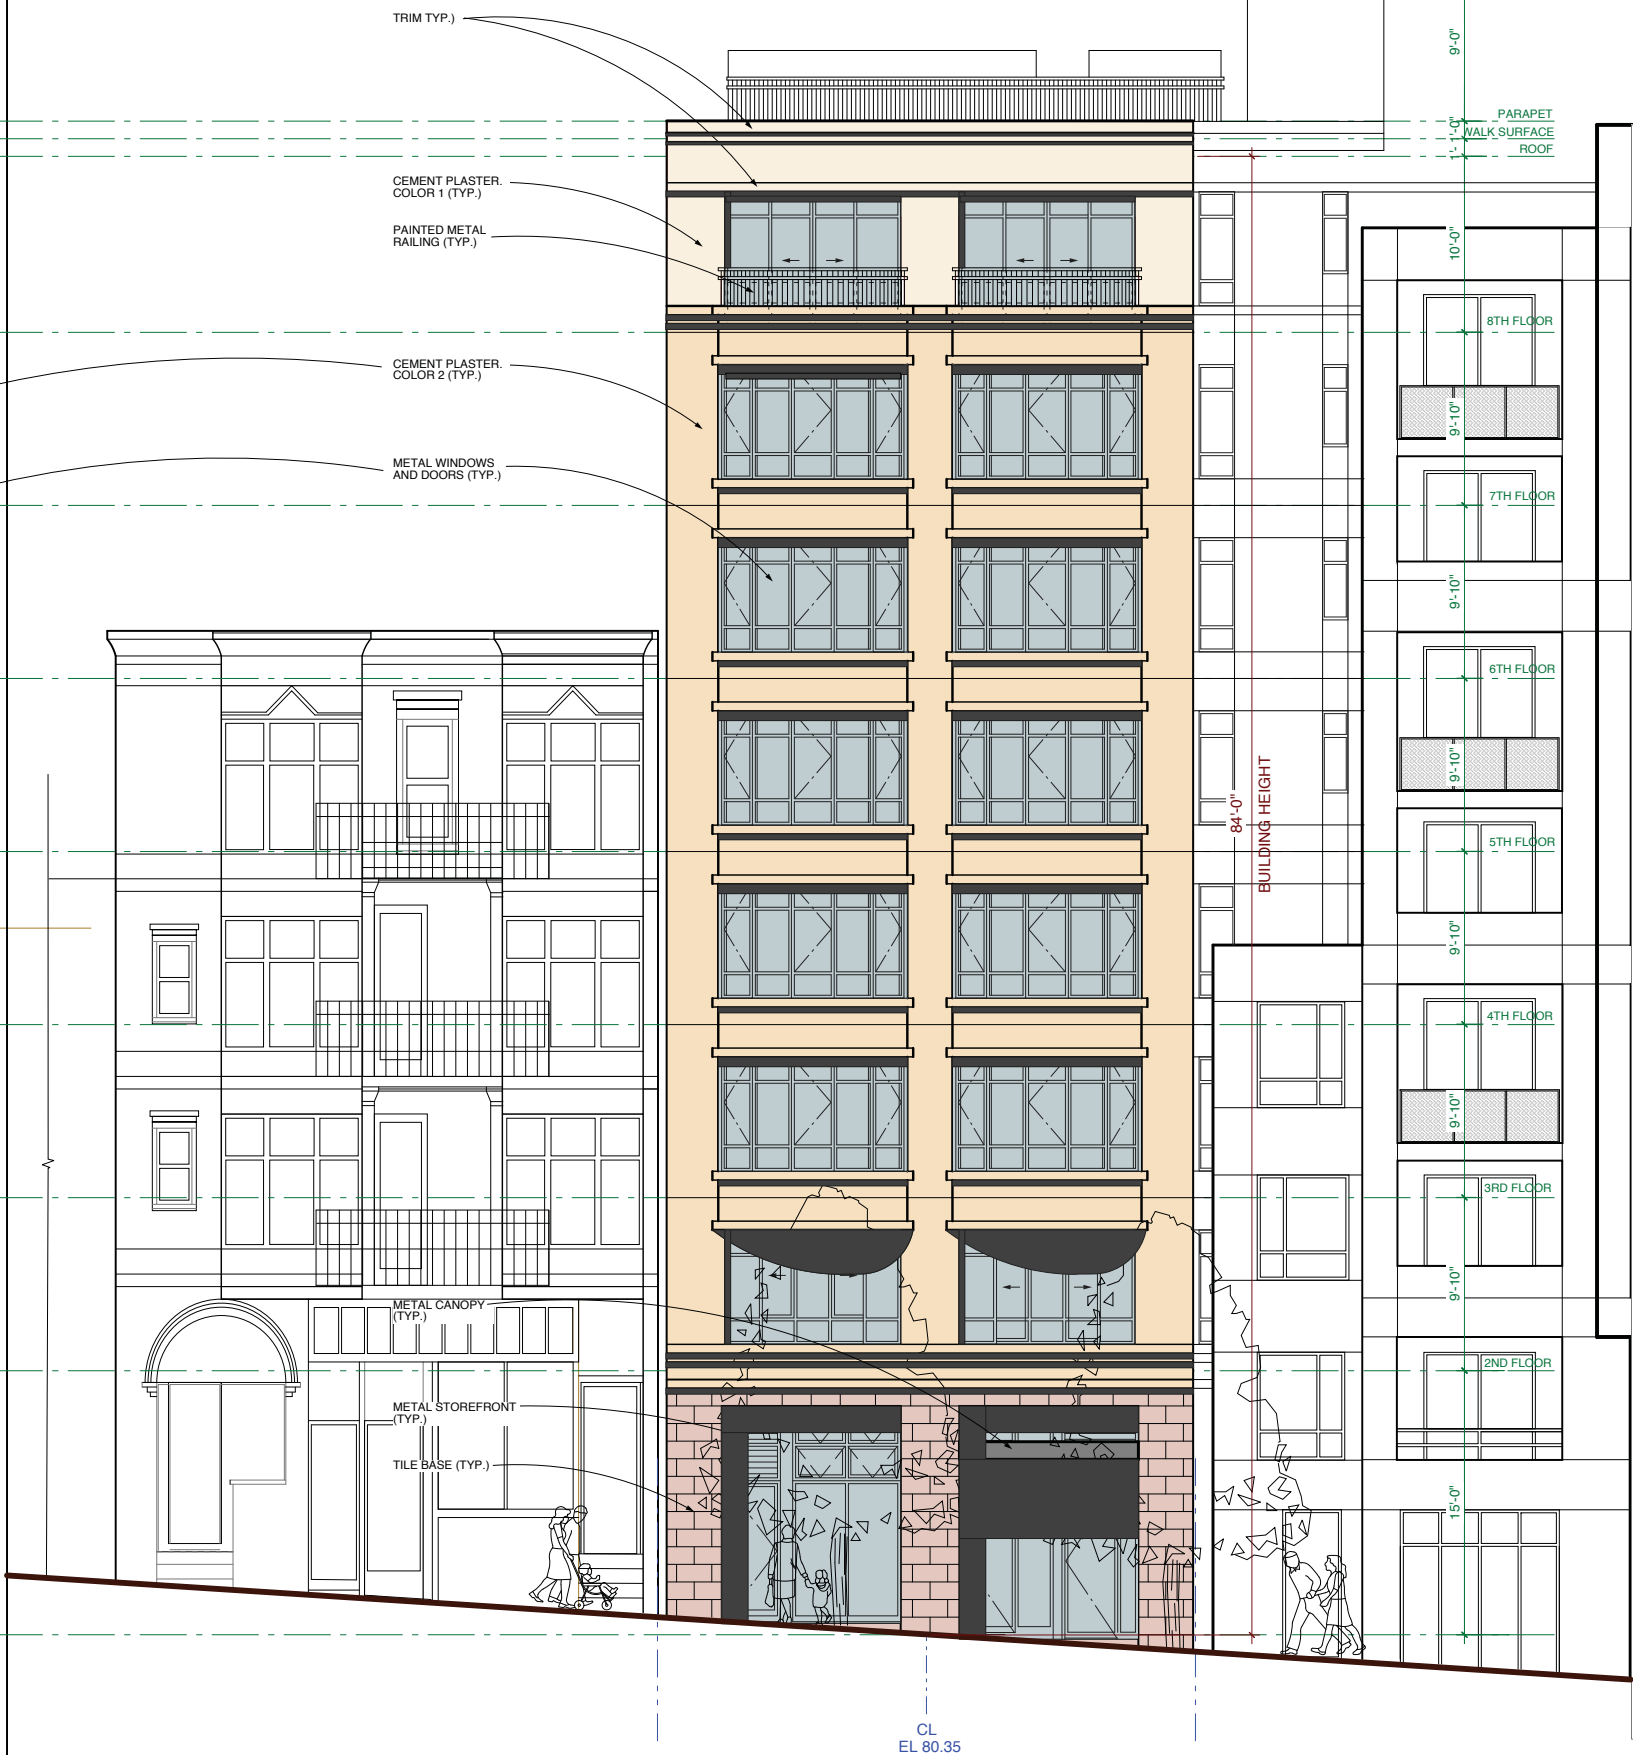 TRIM TYP.)
9'-0"
PARAPET
1'-0"
WALK SURFACE
1'-
ROOF
CEMENT PLASTER.
COLOR 1 (TYP.)
PAINTED METAL
RAILING (TYP.)
10'-0"
8TH FLOOR
CEMENT PLASTER.
COLOR 2 (TYP.)
9'-10"
METAL WINDOWS
AND DOORS (TYP.)
7TH FLOOR
9'-10"
6TH FLOOR
9'-10"
84'-0"
BUILDING HEIGHT
5TH FLOOR
9'-10"
4TH FLOOR
9'-10"
3RD FLOOR
9'-10"
METAL CANOPY
(TYP.)
2ND FLOOR
METAL STOREFRONT
(TYP.)
TILE BASE (TYP.)
15'-0"
CL
EL 80.35